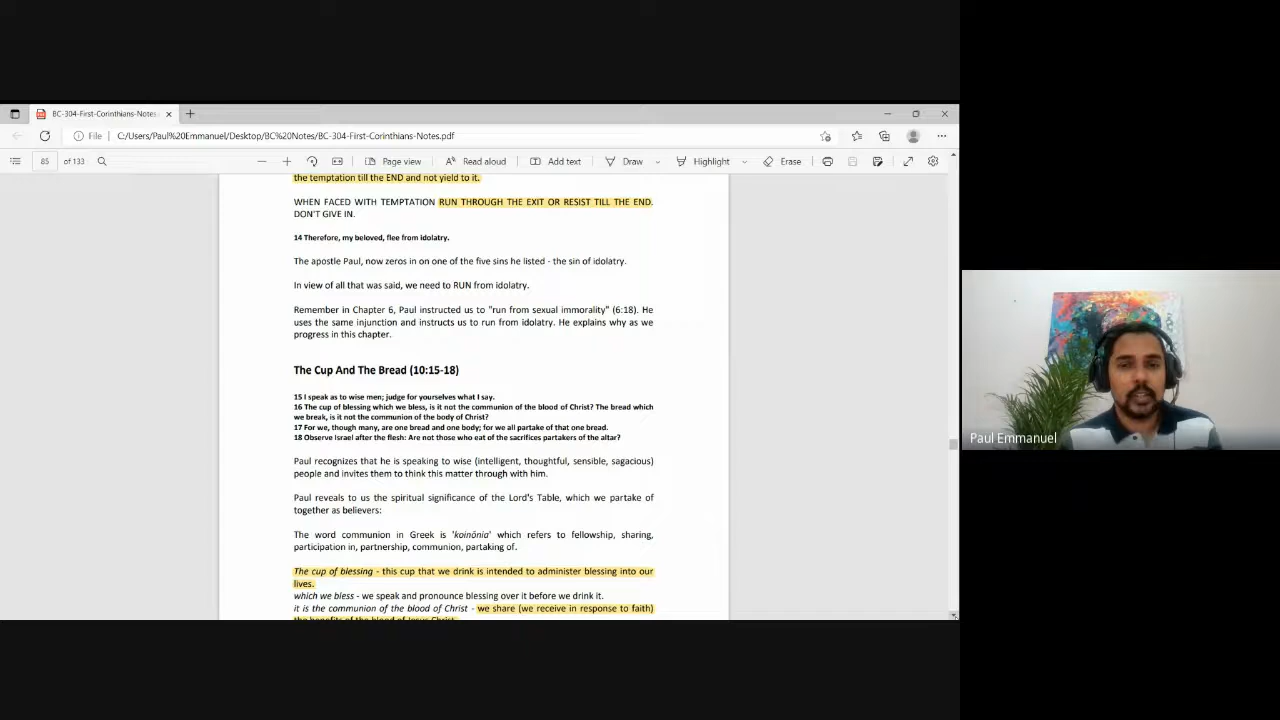 BC-304-First-Corinthians-Notes
File
C:/Users/Paul%20Emmanuel/Desktop/BC%20Notes/BC-304-First-Corinthians-Notes.pdf
85 of 133
Page view
Read aloud
Add text
Draw
Highlight
Erase
the temptation till the END and not yield to it.
WHEN FACED WITH TEMPTATION RUN THROUGH THE EXIT OR RESIST TILL THE END.
DON'T GIVE IN.
14 Therefore, my beloved, flee from idolatry.
The apostle Paul, now zeros in on one of the five sins he listed - the sin of idolatry.
In view of all that was said, we need to RUN from idolatry.
Remember in Chapter 6, Paul instructed us to "run from sexual immorality" (6:18). He
uses the same injunction and instructs us to run from idolatry. He explains why as we
progress in this chapter.
The Cup And The Bread (10:15-18)
15 I speak as to wise men; judge for yourselves what I say.
16 The cup of blessing which we bless, is it not the communion of the blood of Christ? The bread which
we break, is it not the communion of the body of Christ?
17 For we, though many, are one bread and one body; for we all partake of that one bread.
18 Observe Israel after the flesh: Are not those who eat of the sacrifices partakers of the altar?
Paul recognizes that he is speaking to wise (intelligent, thoughtful, sensible, sagacious)
people and invites them to think this matter through with him.
Paul reveals to us the spiritual significance of the Lord's Table, which we partake of
together as believers:
The word communion in Greek is 'koinōnia' which refers to fellowship, sharing,
participation in, partnership, communion, partaking of.
The cup of blessing - this cup that we drink is intended to administer blessing into our
lives.
which we bless - we speak and pronounce blessing over it before we drink it.
it is the communion of the blood of Christ - we share (we receive in response to faith)
the benefits of the blood of Jesus Christ.
Paul Emmanuel